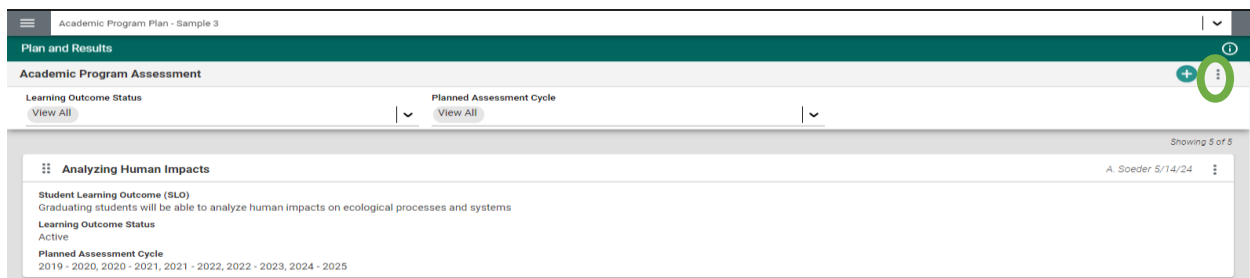 Academic Program Plan - Sample 3
Plan and Results
Academic Program Assessment
Learning Outcome Status
Planned Assessment Cycle
View All
View All
Showing 5 of 5
Analyzing Human Impacts
A. Soeder 5/14/24
Student Learning Outcome (SLO)
Graduating students will be able to analyze human impacts on ecological processes and systems
Learning Outcome Status
Active
Planned Assessment Cycle
2019 - 2020, 2020 - 2021, 2021 - 2022, 2022 - 2023, 2024 - 2025